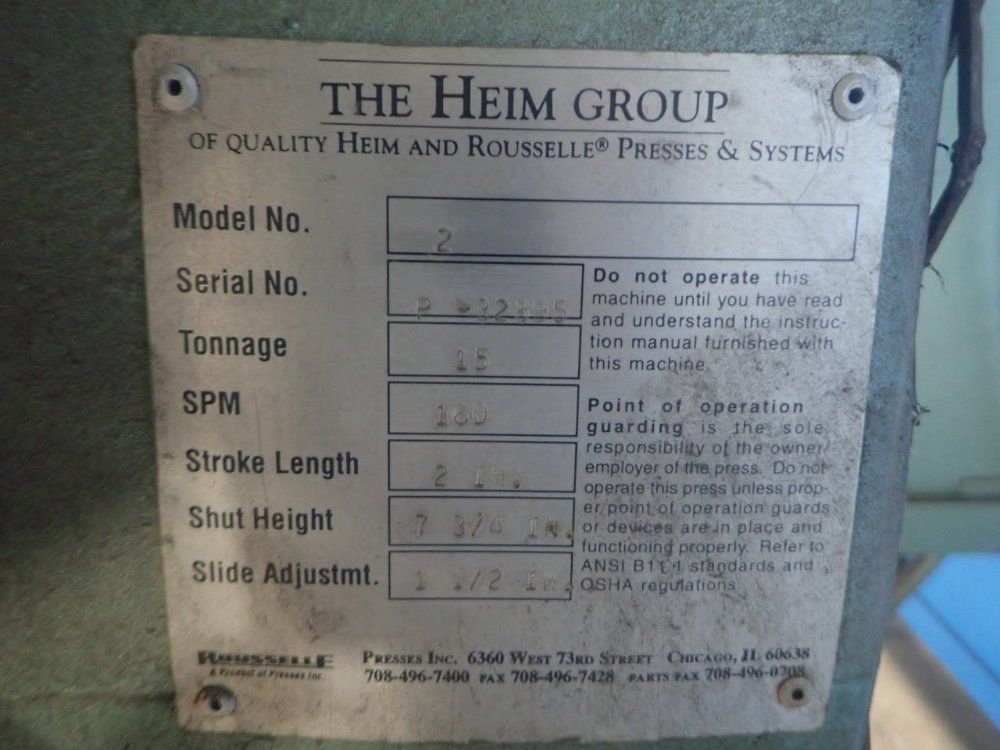 THE HEIM GROUP
OF QUALITY HEIM AND ROUSSELLE® PRESSES & SYSTEMS
Model No. 2
Serial No.
Tonnage 15
SPM 160
Stroke Length 2 IN.
Shut Height 7 3/4 IN.
Slide Adjustmt. 1 1/2 IN.
Do not operate this
machine until you have read
and understand the instruc-
tion manual furnished with
this machine.
Point of operation
guarding is the sole
responsibility of the owner/
employer of the press. Do not
operate this press unless prop-
er point of operation guards
or devices are in place and
functioning properly. Refer to
ANSI B11.1 standards and
OSHA regulations.
ROUSSELLE
A Product of Presses Inc.
PRESSES INC. 6360 WEST 73RD STREET CHICAGO, IL 60638
708-496-7400 FAX 708-496-7428 PARTS FAX 708-496-0208